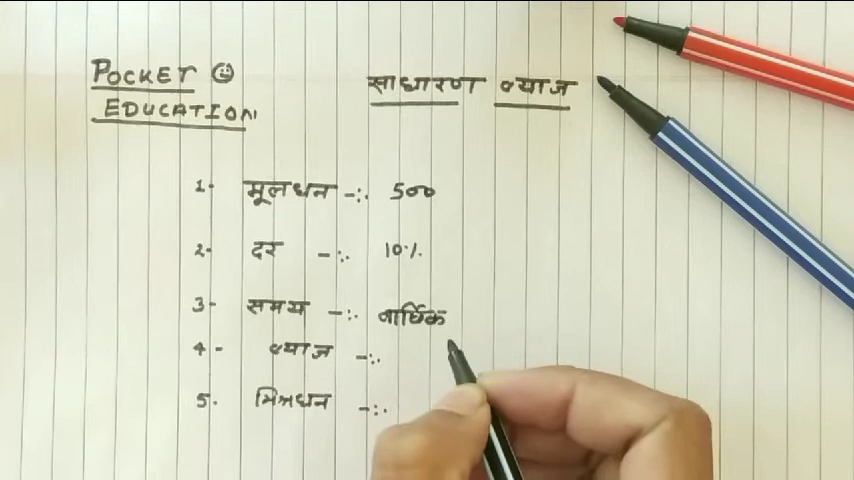 POCKET
EDUCATION
साधारण ब्याज
1. मूलधन -:. 500
2. दर -:. 10%
3- समय -:. वार्षिक
4- ब्याज -:.
5. मिश्रधन -:.